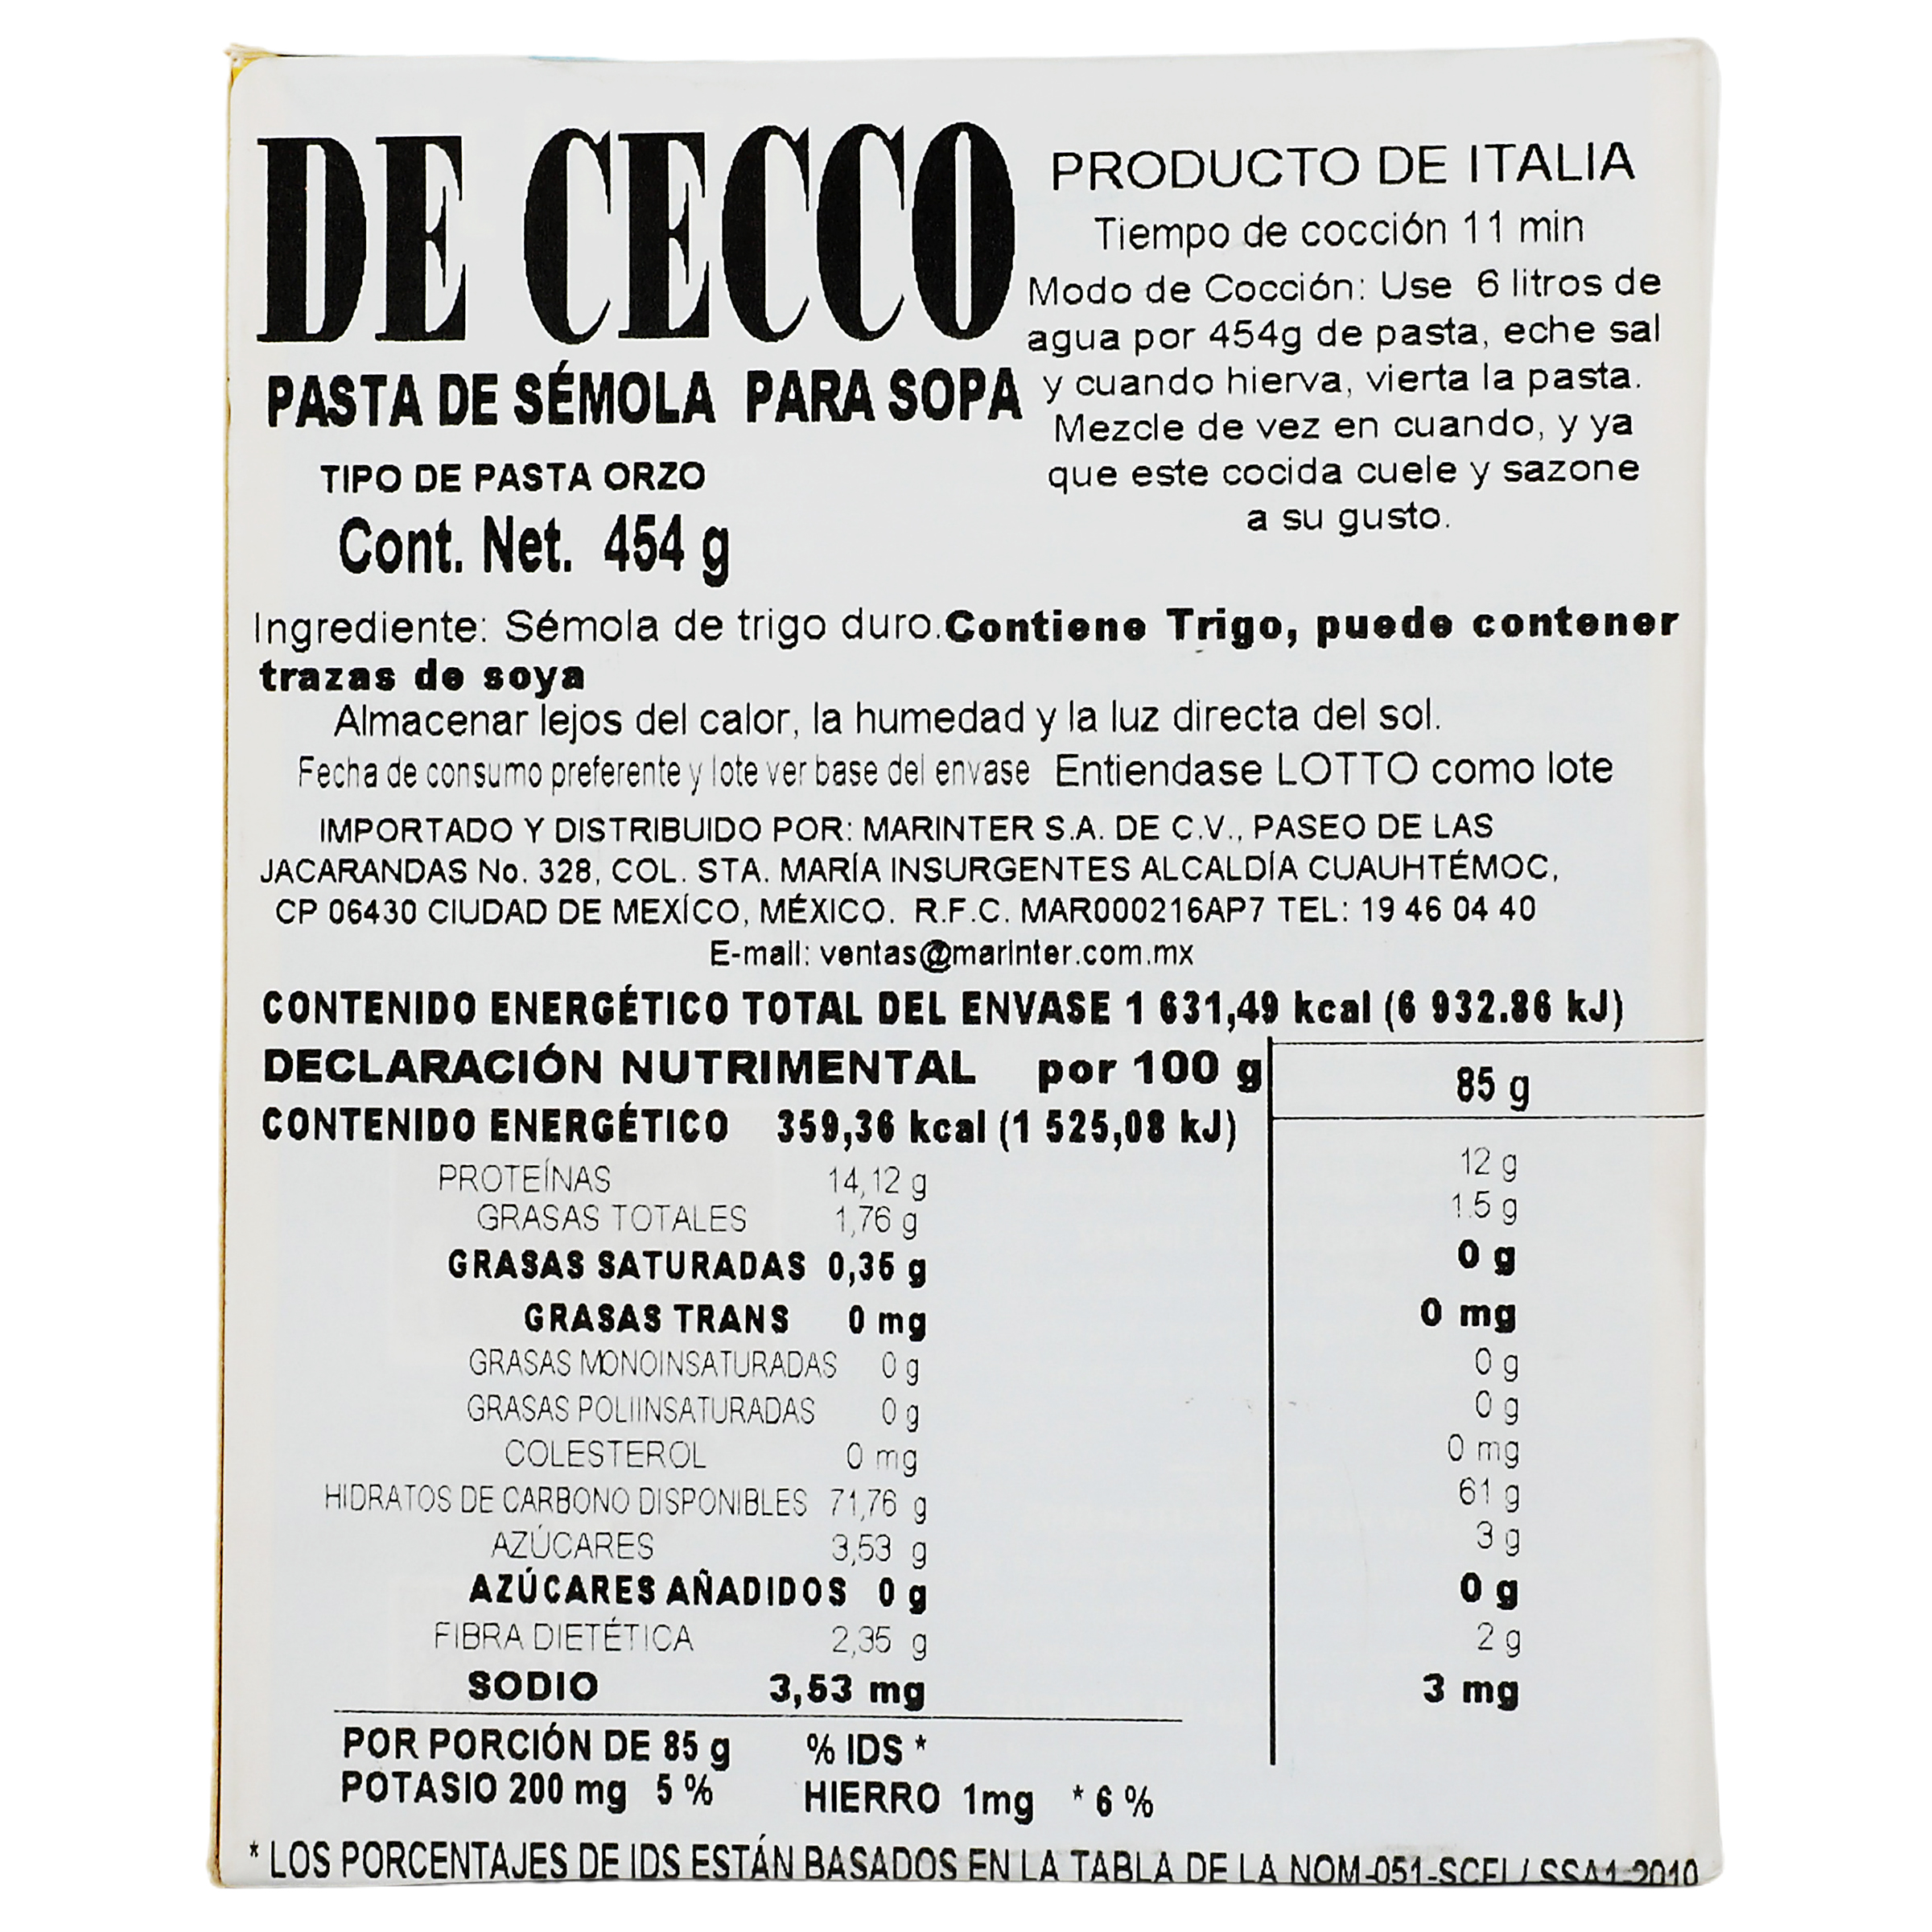 DE CECCO
PASTA DE SÉMOLA PARA SOPA
TIPO DE PASTA ORZO
Cont. Net. 454 g
PRODUCTO DE ITALIA
Tiempo de cocción 11 min
Modo de Cocción: Use 6 litros de
agua por 454g de pasta, eche sal
y cuando hierva, vierta la pasta.
Mezcle de vez en cuando, y ya
que este cocida cuele y sazone
a su gusto.
Ingrediente: Sémola de trigo duro.Contiene Trigo, puede contener
trazas de soya
Almacenar lejos del calor, la humedad y la luz directa del sol.
Fecha de consumo preferente y lote ver base del envase Entiendase LOTTO como lote
IMPORTADO Y DISTRIBUIDO POR: MARINTER S.A. DE C.V., PASEO DE LAS
JACARANDAS No. 328, COL. STA. MARÍA INSURGENTES ALCALDÍA CUAUHTÉMOC,
CP 06430 CIUDAD DE MEXÍCO, MÉXICO. R.F.C. MAR000216AP7 TEL: 19 46 04 40
E-mail: ventas@marinter.com.mx
CONTENIDO ENERGÉTICO TOTAL DEL ENVASE 1 631,49 kcal (6 932.86 kJ)
DECLARACIÓN NUTRIMENTAL por 100 g 85 g
CONTENIDO ENERGÉTICO 359,36 kcal (1 525,08 kJ)
PROTEÍNAS 14,12 g 12 g
GRASAS TOTALES 1,76 g 1.5 g
GRASAS SATURADAS 0,35 g 0 g
GRASAS TRANS 0 mg 0 mg
GRASAS MONOINSATURADAS 0 g 0 g
GRASAS POLIINSATURADAS 0 g 0 g
COLESTEROL 0 mg 0 mg
HIDRATOS DE CARBONO DISPONIBLES 71,76 g 61 g
AZÚCARES 3,53 g 3 g
AZÚCARES AÑADIDOS 0 g 0 g
FIBRA DIETÉTICA 2,35 g 2 g
SODIO 3,53 mg 3 mg
POR PORCIÓN DE 85 g % IDS *
POTASIO 200 mg 5 % HIERRO 1mg * 6 %
* LOS PORCENTAJES DE IDS ESTÁN BASADOS EN LA TABLA DE LA NOM-051-SCFI / SSA1-2010